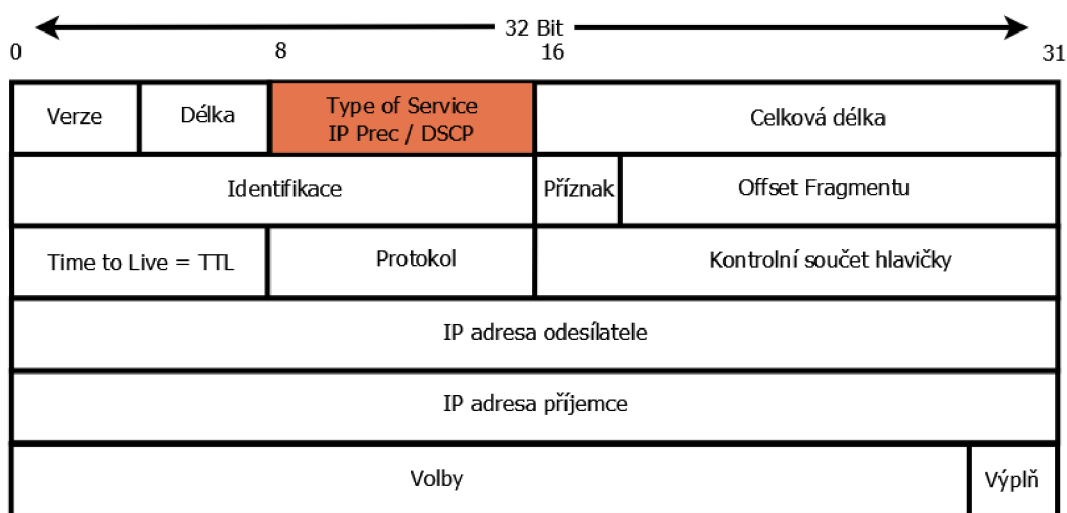 32 Bit
0 8 16 31
Verze Délka Type of Service Celková délka
IP Prec / DSCP
Identifikace Příznak Offset Fragmentu
Time to Live = TTL Protokol Kontrolní součet hlavičky
IP adresa odesílatele
IP adresa příjemce
Volby Výplň